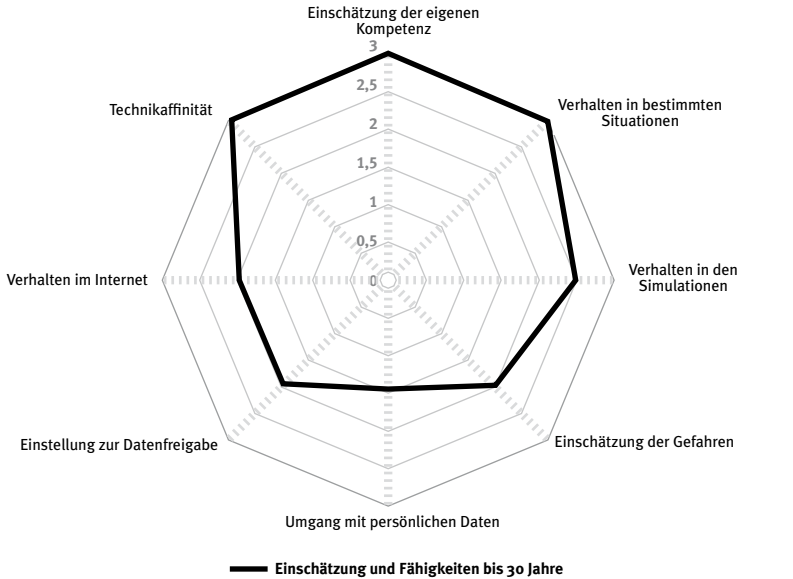 Einschätzung der eigenen
Kompetenz
3
2,5
2
1,5
1
0,5
0
Technikaffinität
Verhalten in bestimmten
Situationen
Verhalten im Internet
Verhalten in den
Simulationen
Einstellung zur Datenfreigabe
Einschätzung der Gefahren
Umgang mit persönlichen Daten
Einschätzung und Fähigkeiten bis 30 Jahre